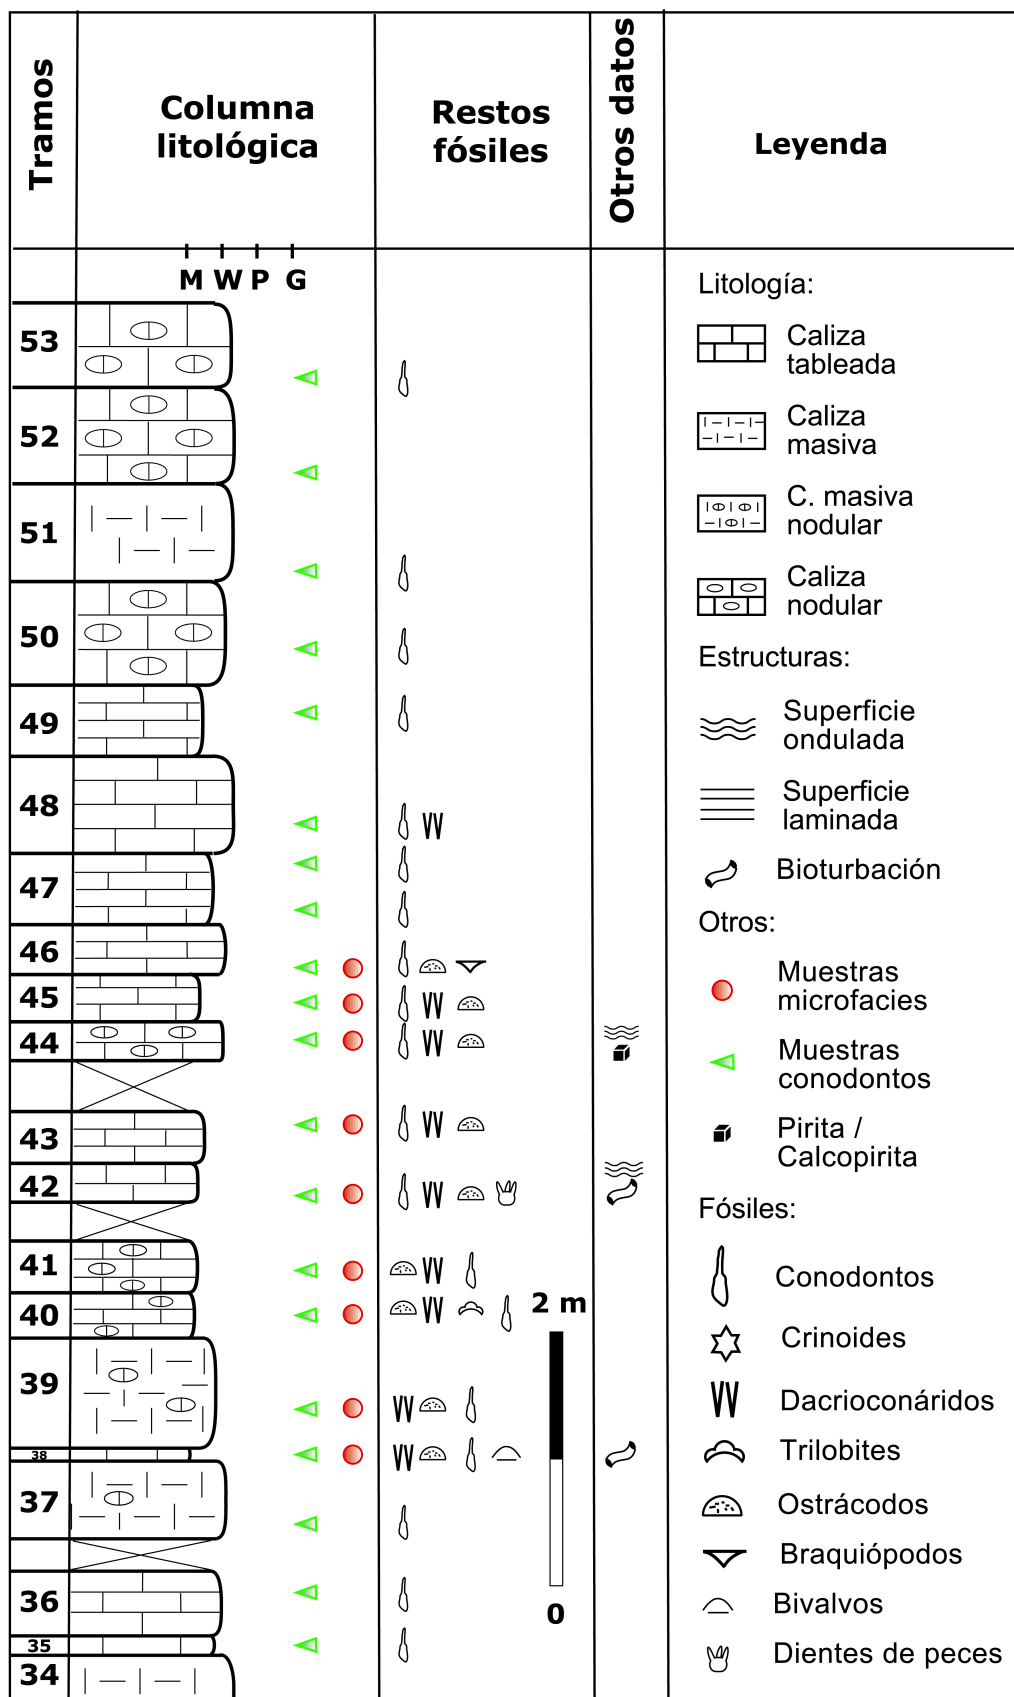 Tramos
Columna
litológica
Restos
fósiles
Otros datos
Leyenda
M W P G
53
52
51
50
49
48
47
46
45
44
43
42
41
40
39
38
37
36
35
34
2 m
0
Litología:
Caliza
tableada
Caliza
masiva
C. masiva
nodular
Caliza
nodular
Estructuras:
Superficie
ondulada
Superficie
laminada
Bioturbación
Otros:
Muestras
microfacies
Muestras
conodontos
Pirita /
Calcopirita
Fósiles:
Conodontos
Crinoides
Dacrioconáridos
Trilobites
Ostrácodos
Braquiópodos
Bivalvos
Dientes de peces